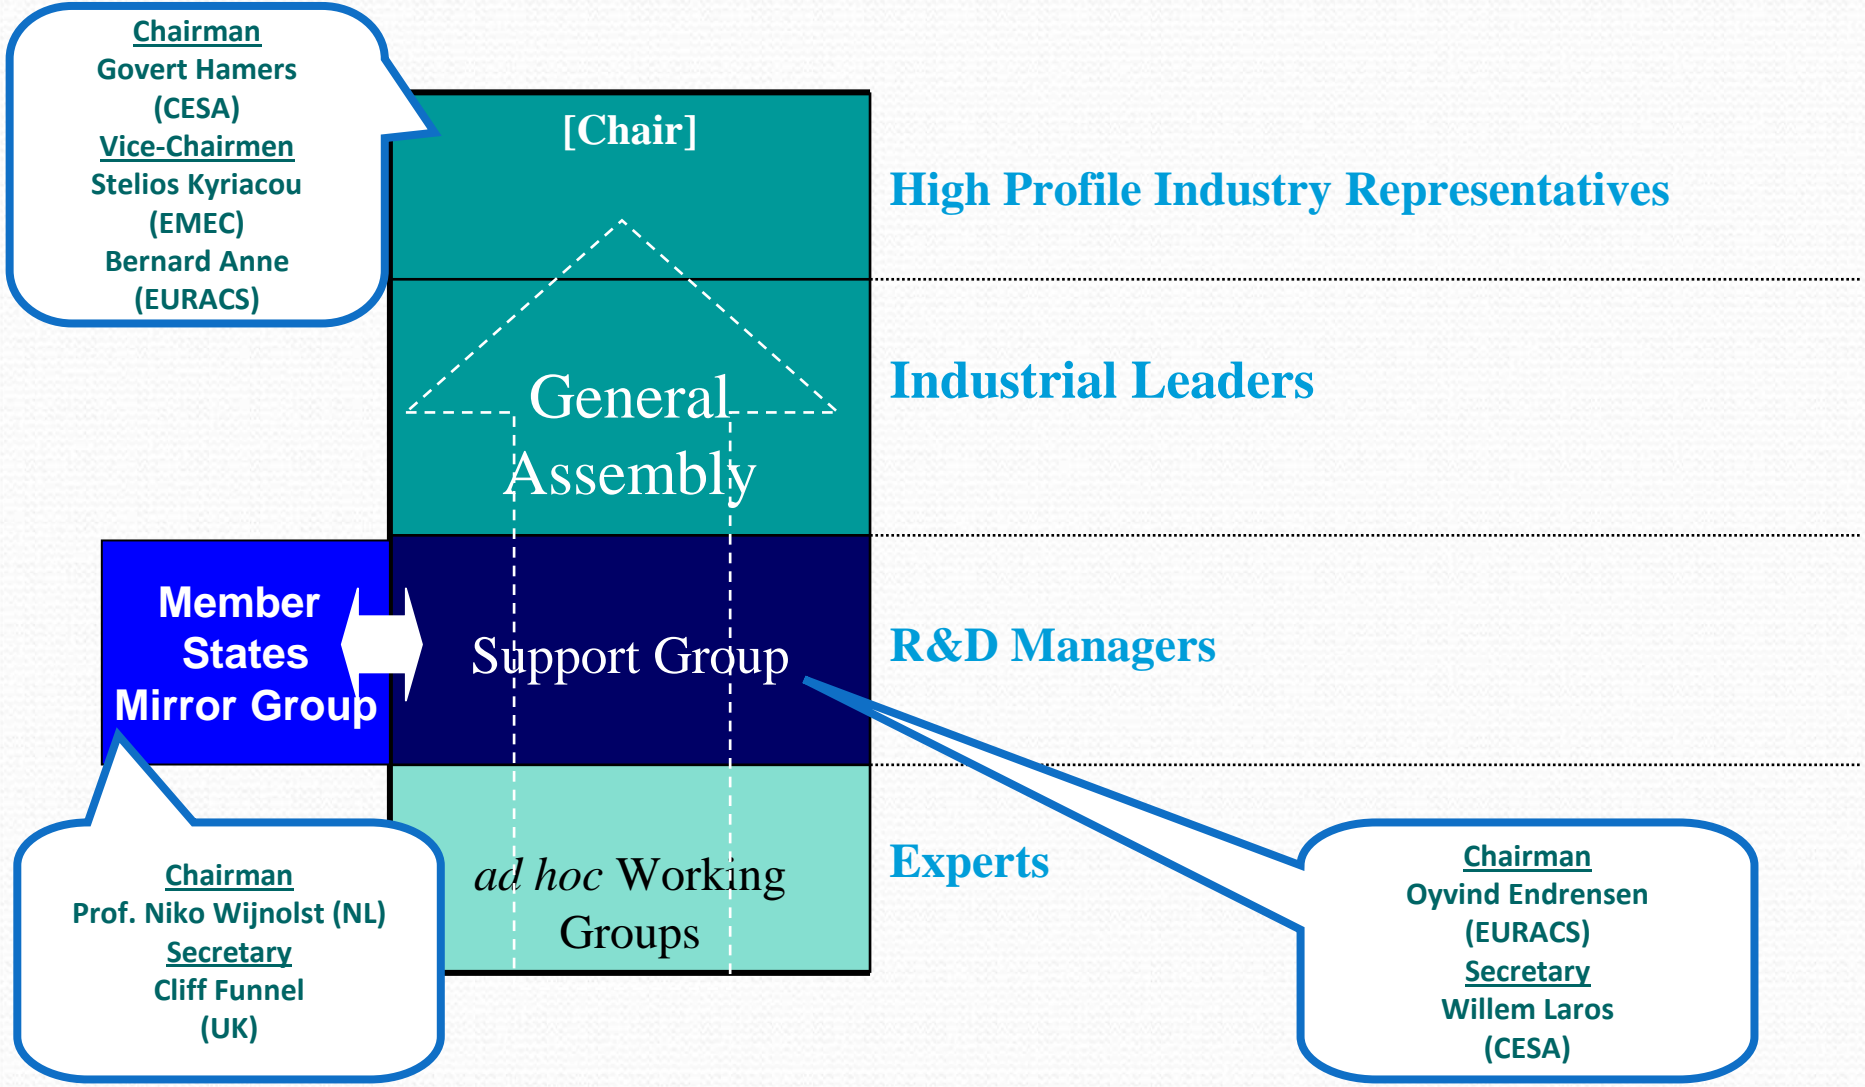 Chairman
Govert Hamers
(CESA)
Vice-Chairmen
Stelios Kyriacou
(EMEC)
Bernard Anne
(EURACS)
[Chair]
High Profile Industry Representatives
General
Assembly
Industrial Leaders
Member
States
Mirror Group
Support Group
R&D Managers
ad hoc Working
Groups
Experts
Chairman
Prof. Niko Wijnolst (NL)
Secretary
Cliff Funnel
(UK)
Chairman
Oyvind Endrensen
(EURACS)
Secretary
Willem Laros
(CESA)